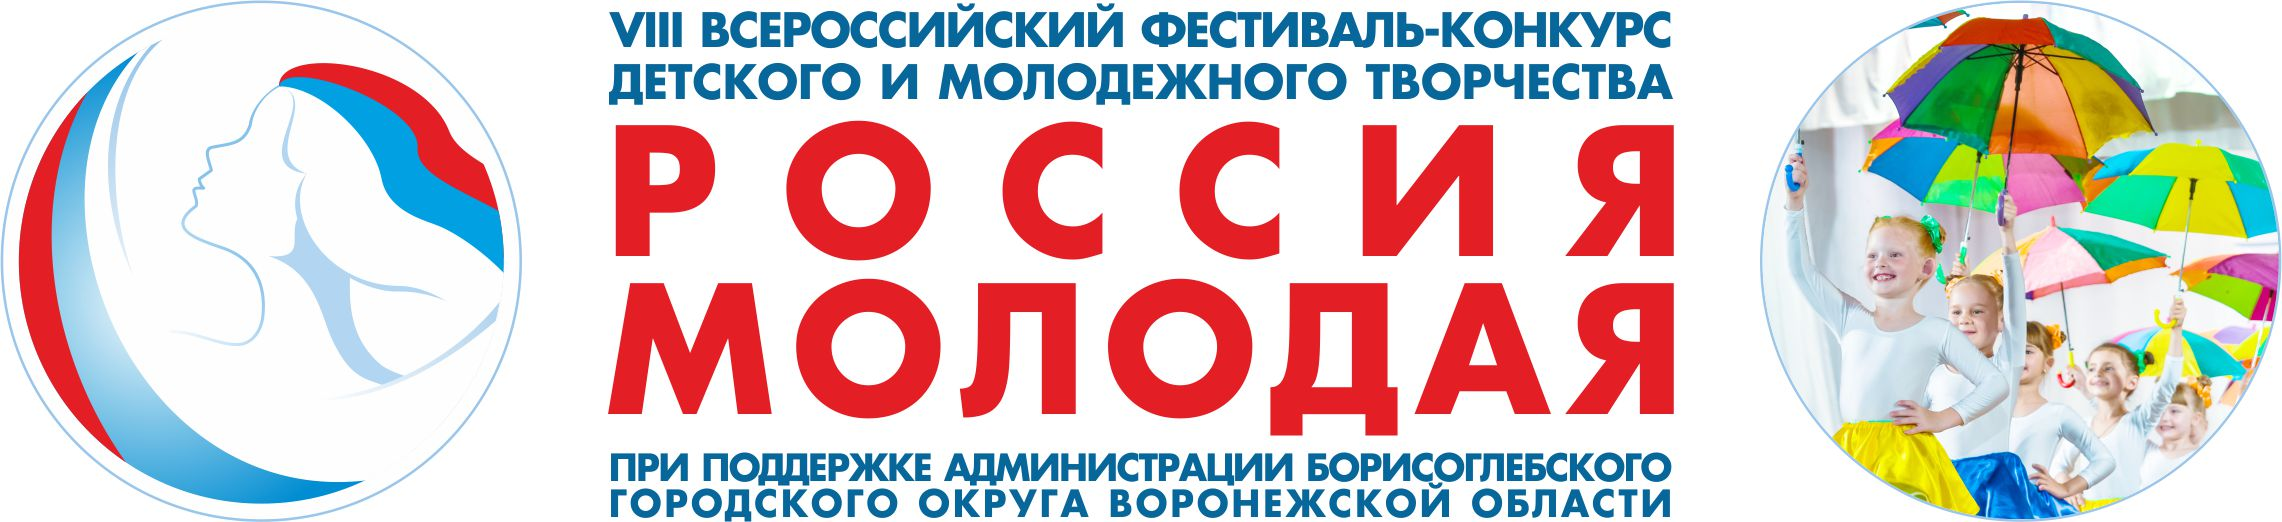 VIII ВСЕРОССИЙСКИЙ ФЕСТИВАЛЬ-КОНКУРС
ДЕТСКОГО И МОЛОДЕЖНОГО ТВОРЧЕСТВА
РОССИЯ
МОЛОДАЯ
ПРИ ПОДДЕРЖКЕ АДМИНИСТРАЦИИ БОРИСОГЛЕБСКОГО
ГОРОДСКОГО ОКРУГА ВОРОНЕЖСКОЙ ОБЛАСТИ